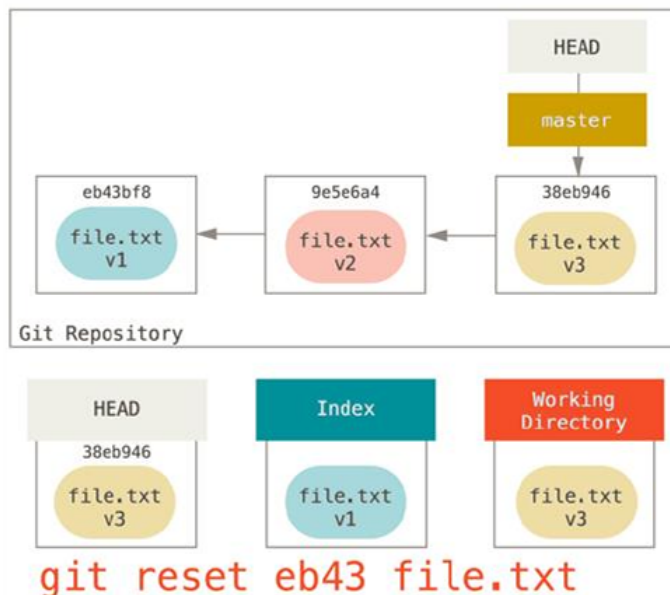 HEAD
master
eb43bf8
9e5e6a4
38eb946
file.txt
v1
file.txt
v2
file.txt
v3
Git Repository
HEAD
Index
Working
Directory
38eb946
file.txt
v3
file.txt
v1
file.txt
v3
git reset eb43 file.txt